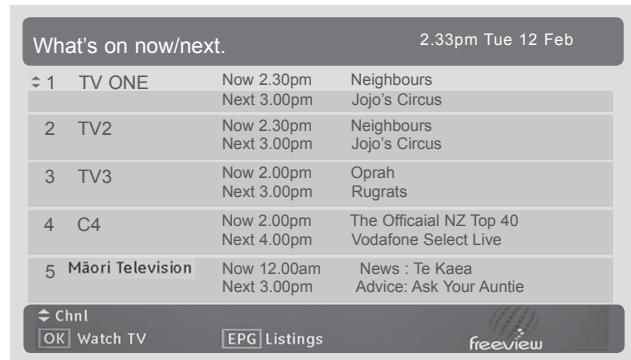 What's on now/next. 2.33pm Tue 12 Feb
1 TV ONE Now 2.30pm Neighbours
Next 3.00pm Jojo's Circus
2 TV2 Now 2.30pm Neighbours
Next 3.00pm Jojo's Circus
3 TV3 Now 2.00pm Oprah
Next 3.00pm Rugrats
4 C4 Now 2.00pm The Officaial NZ Top 40
Next 4.00pm Vodafone Select Live
5 Māori Television Now 12.00am News : Te Kaea
Next 3.00pm Advice: Ask Your Auntie
Chnl
OK Watch TV EPG Listings freeview